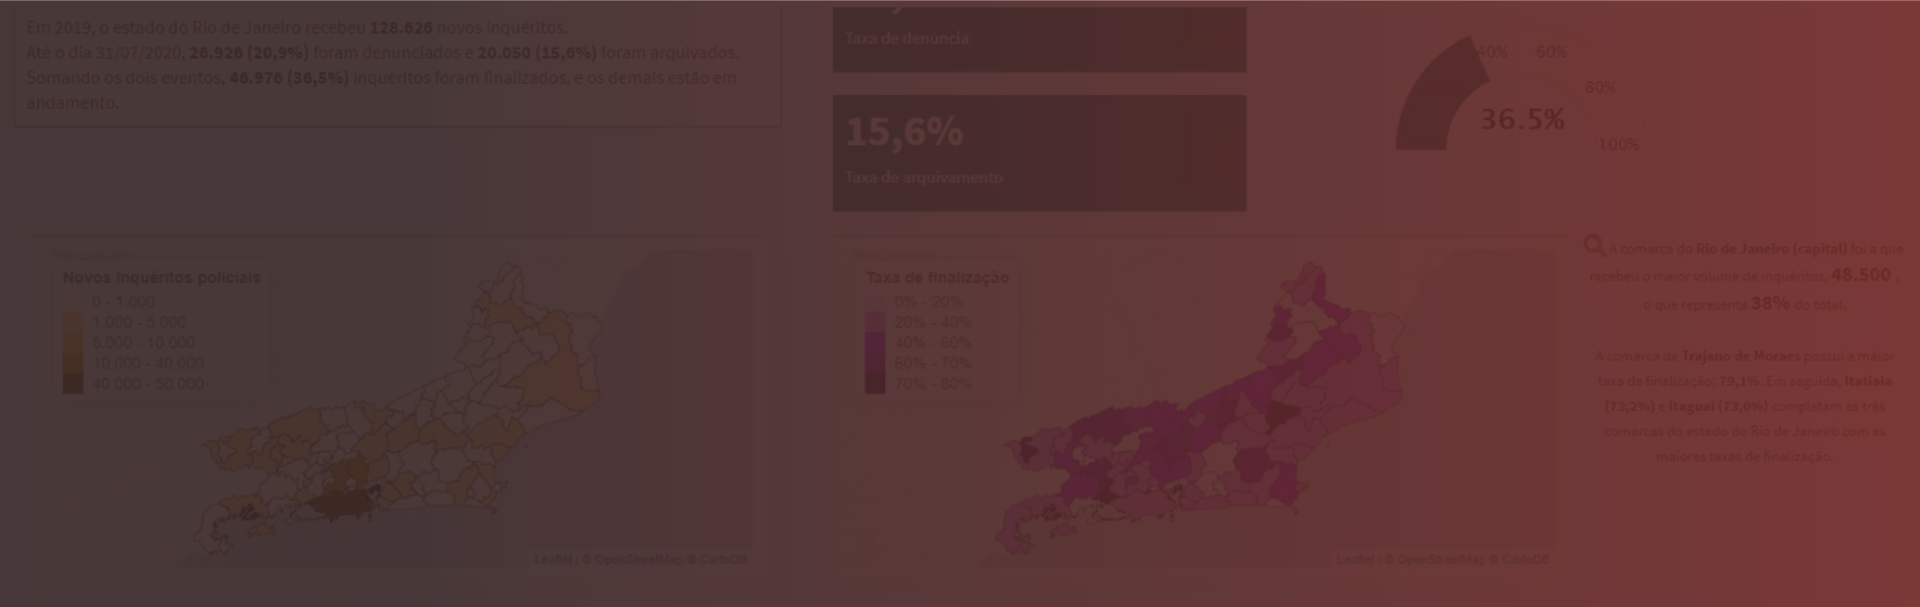 Em 2019, o estado do Rio de Janeiro recebeu 128.626 novos inquéritos.
Até o dia 31/07/2020, 26.926 (20,9%) foram denunciados e 20.050 (15,6%) foram arquivados.
Somando os dois eventos, 46.976 (36,5%) inquéritos foram finalizados, e os demais estão em
andamento.
Taxa de denúncia
15,6%
Taxa de arquivamento
40%
60%
80%
100%
36.5%
Novos inquéritos policiais
0 - 1 000
1 000 - 5 000
5 000 - 10 000
10 000 - 40 000
40 000 - 50 000
Leaflet | © OpenStreetMap © CartoDB
Taxa de finalização
0% - 20%
20% - 40%
40% - 60%
60% - 70%
70% - 80%
Leaflet | © OpenStreetMap © CartoDB
A comarca do Rio de Janeiro (capital) foi a que
recebeu o maior volume de inquéritos, 48.500 ,
o que representa 38% do total.
A comarca de Trajano de Moraes possui a maior
taxa de finalização: 79,1%. Em seguida, Itatiaia
(73,2%) e Itaguaí (73,0%) completam as três
comarcas do estado do Rio de Janeiro com as
maiores taxas de finalização.